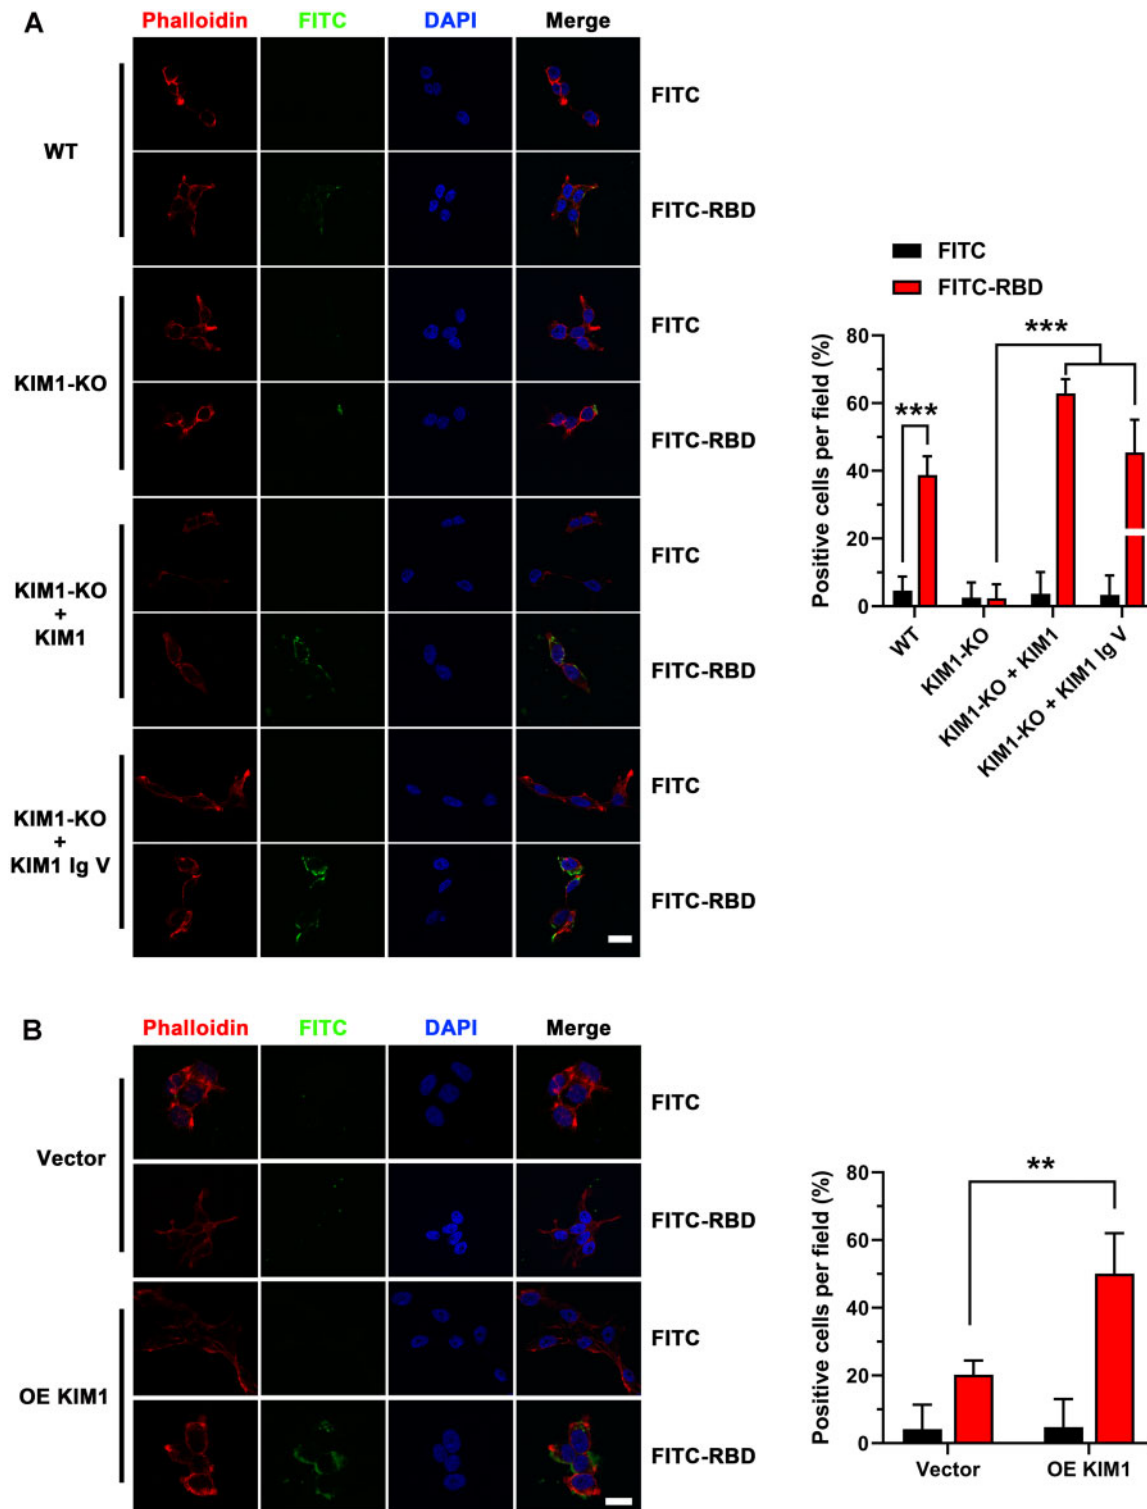 A
Phalloidin FITC DAPI Merge
WT
FITC
FITC-RBD
KIM1-KO
FITC
FITC-RBD
KIM1-KO
+
KIM1
FITC
FITC-RBD
KIM1-KO
+
KIM1 Ig V
FITC
FITC-RBD
FITC
FITC-RBD
Positive cells per field (%)
80
60
40
20
0
***
***
WT
KIM1-KO
KIM1-KO + KIM1
KIM1-KO + KIM1 Ig V
B
Phalloidin FITC DAPI Merge
Vector
FITC
FITC-RBD
OE KIM1
FITC
FITC-RBD
Positive cells per field (%)
80
60
40
20
0
**
Vector OE KIM1